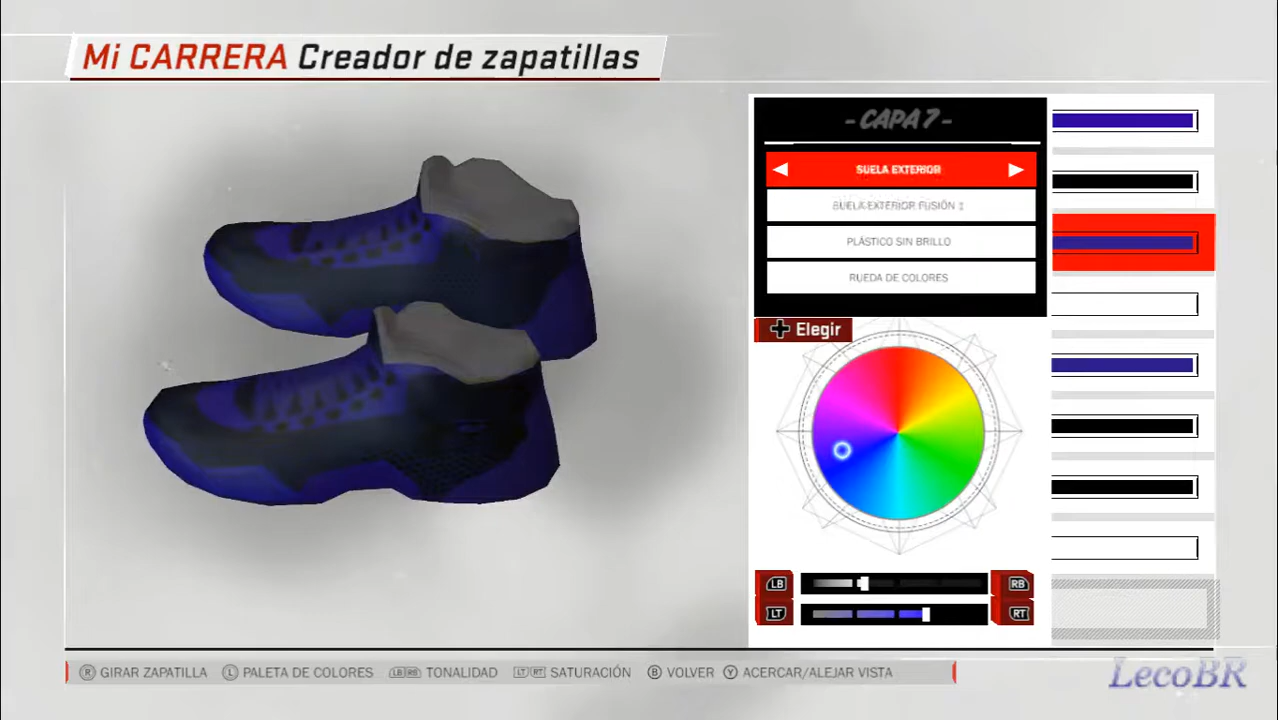 Mi CARRERA Creador de zapatillas
- CAPA 7 -
SUELA EXTERIOR
SUELA EXTERIOR FUSIÓN 1
PLÁSTICO SIN BRILLO
RUEDA DE COLORES
Elegir
LB RB
LT RT
R GIRAR ZAPATILLA L PALETA DE COLORES LB RB TONALIDAD LT RT SATURACIÓN B VOLVER Y ACERCAR/ALEJAR VISTA
LecoBR